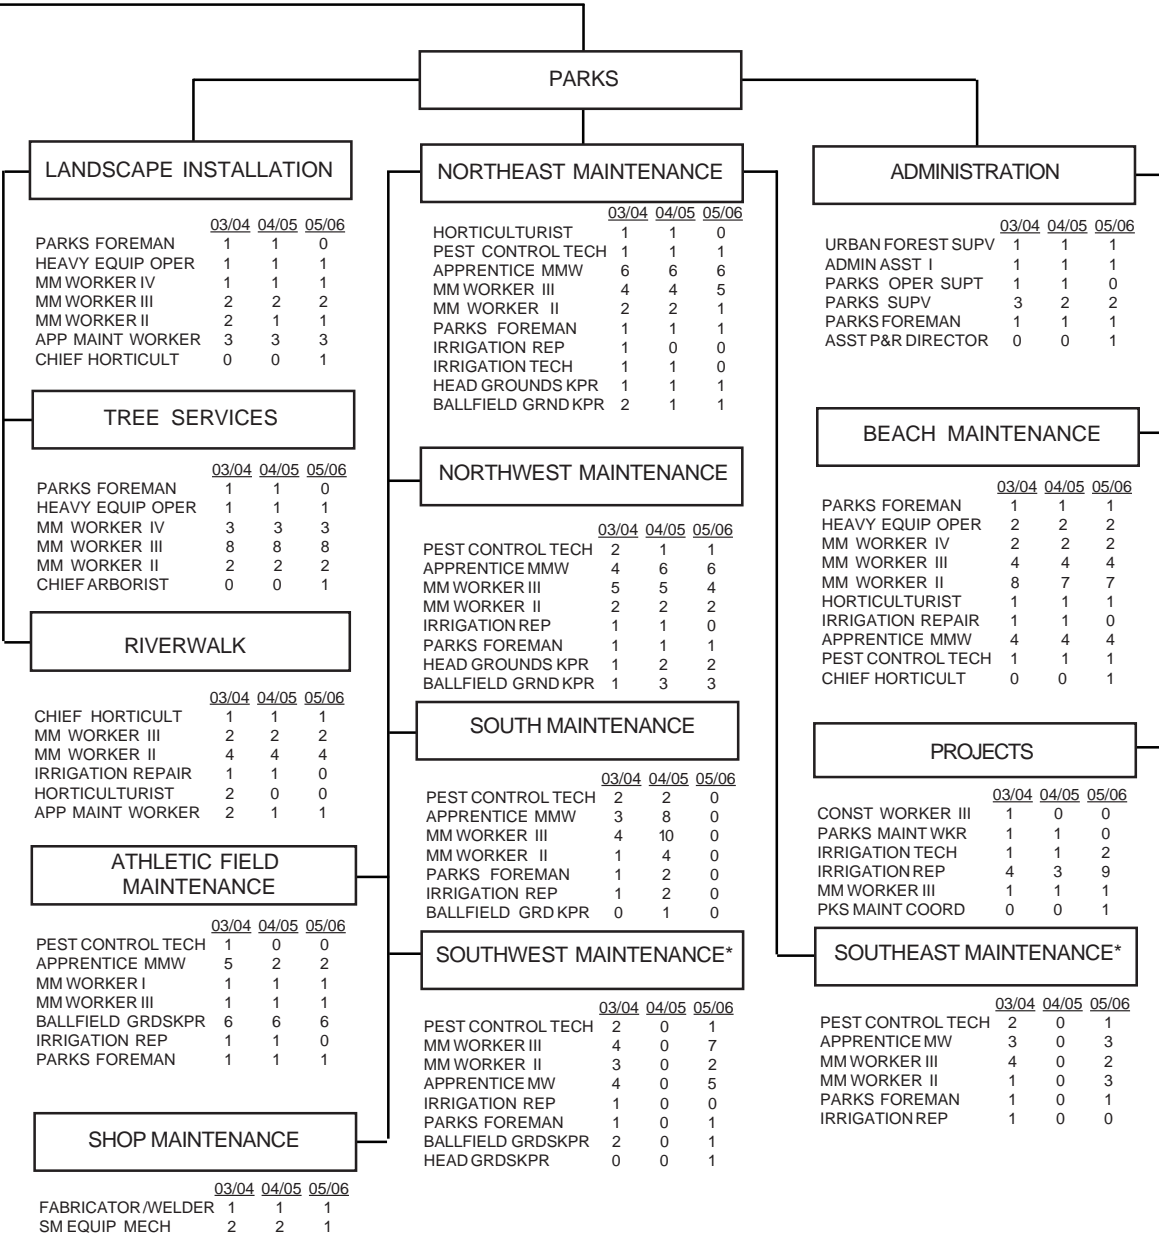 PARKS
LANDSCAPE INSTALLATION
03/04 04/05 05/06
PARKS FOREMAN 1 1 0
HEAVY EQUIP OPER 1 1 1
MM WORKER IV 1 1 1
MM WORKER III 2 2 2
MM WORKER II 2 1 1
APP MAINT WORKER 3 3 3
CHIEF HORTICULT 0 0 1
TREE SERVICES
03/04 04/05 05/06
PARKS FOREMAN 1 1 0
HEAVY EQUIP OPER 1 1 1
MM WORKER IV 3 3 3
MM WORKER III 8 8 8
MM WORKER II 2 2 2
CHIEF ARBORIST 0 0 1
RIVERWALK
03/04 04/05 05/06
CHIEF HORTICULT 1 1 1
MM WORKER III 2 2 2
MM WORKER II 4 4 4
IRRIGATION REPAIR 1 1 0
HORTICULTURIST 2 0 0
APP MAINT WORKER 2 1 1
ATHLETIC FIELD
MAINTENANCE
03/04 04/05 05/06
PEST CONTROL TECH 1 0 0
APPRENTICE MMW 5 2 2
MM WORKER I 1 1 1
MM WORKER III 1 1 1
BALLFIELD GRDSKPR 6 6 6
IRRIGATION REP 1 1 0
PARKS FOREMAN 1 1 1
SHOP MAINTENANCE
03/04 04/05 05/06
FABRICATOR/WELDER 1 1 1
SM EQUIP MECH 2 2 1
NORTHEAST MAINTENANCE
03/04 04/05 05/06
HORTICULTURIST 1 1 0
PEST CONTROL TECH 1 1 1
APPRENTICE MMW 6 6 6
MM WORKER III 4 4 5
MM WORKER II 2 2 1
PARKS FOREMAN 1 1 1
IRRIGATION REP 1 0 0
IRRIGATION TECH 1 1 0
HEAD GROUNDS KPR 1 1 1
BALLFIELD GRND KPR 2 1 1
NORTHWEST MAINTENANCE
03/04 04/05 05/06
PEST CONTROL TECH 2 1 1
APPRENTICE MMW 4 6 6
MM WORKER III 5 5 4
MM WORKER II 2 2 2
IRRIGATION REP 1 1 0
PARKS FOREMAN 1 1 1
HEAD GROUNDS KPR 1 2 2
BALLFIELD GRND KPR 1 3 3
SOUTH MAINTENANCE
03/04 04/05 05/06
PEST CONTROL TECH 2 2 0
APPRENTICE MMW 3 8 0
MM WORKER III 4 10 0
MM WORKER II 1 4 0
PARKS FOREMAN 1 2 0
IRRIGATION REP 1 2 0
BALLFIELD GRD KPR 0 1 0
SOUTHWEST MAINTENANCE*
03/04 04/05 05/06
PEST CONTROL TECH 2 0 1
MM WORKER III 4 0 7
MM WORKER II 3 0 2
APPRENTICE MW 4 0 5
IRRIGATION REP 1 0 0
PARKS FOREMAN 1 0 1
BALLFIELD GRDSKPR 2 0 1
HEAD GRDSKPR 0 0 1
ADMINISTRATION
03/04 04/05 05/06
URBAN FOREST SUPV 1 1 1
ADMIN ASST I 1 1 1
PARKS OPER SUPT 1 1 0
PARKS SUPV 3 2 2
PARKS FOREMAN 1 1 1
ASST P&R DIRECTOR 0 0 1
BEACH MAINTENANCE
03/04 04/05 05/06
PARKS FOREMAN 1 1 1
HEAVY EQUIP OPER 2 2 2
MM WORKER IV 2 2 2
MM WORKER III 4 4 4
MM WORKER II 8 7 7
HORTICULTURIST 1 1 1
IRRIGATION REPAIR 1 1 0
APPRENTICE MMW 4 4 4
PEST CONTROL TECH 1 1 1
CHIEF HORTICULT 0 0 1
PROJECTS
03/04 04/05 05/06
CONST WORKER III 1 0 0
PARKS MAINT WKR 1 1 0
IRRIGATION TECH 1 1 2
IRRIGATION REP 4 3 9
MM WORKER III 1 1 1
PKS MAINT COORD 0 0 1
SOUTHEAST MAINTENANCE*
03/04 04/05 05/06
PEST CONTROL TECH 2 0 1
APPRENTICE MW 3 0 3
MM WORKER III 4 0 2
MM WORKER II 1 0 3
PARKS FOREMAN 1 0 1
IRRIGATION REP 1 0 0